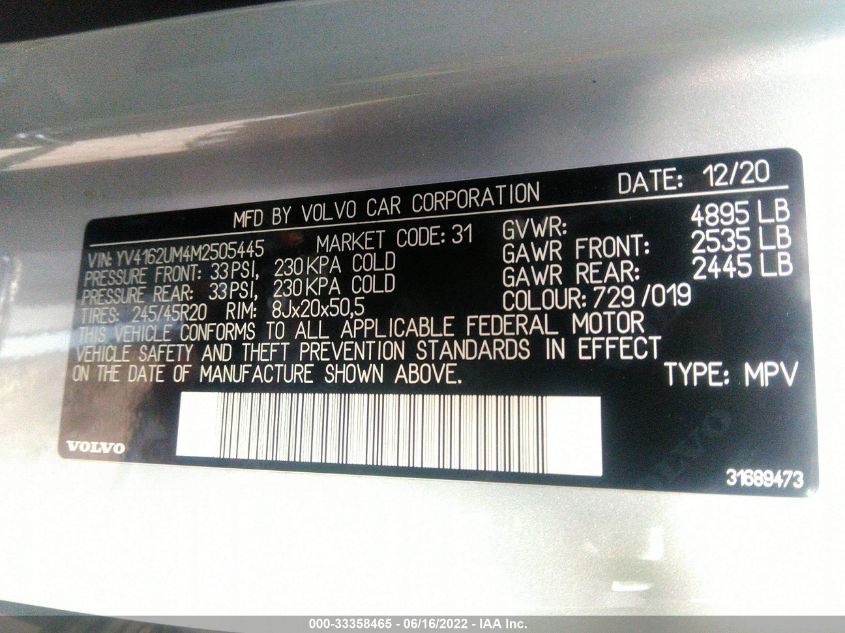 MFD BY VOLVO CAR CORPORATION DATE: 12/20
VIN: YV4162UM4M2505445 MARKET CODE: 31 GVWR: 4895 LB
PRESSURE FRONT: 33 PSI, 230 KPA COLD GAWR FRONT: 2535 LB
PRESSURE REAR: 33 PSI, 230 KPA COLD GAWR REAR: 2445 LB
TIRES: 245/45R20 RIM: 8Jx20x50,5 COLOUR: 729 /019
THIS VEHICLE CONFORMS TO ALL APPLICABLE FEDERAL MOTOR
VEHICLE SAFETY AND THEFT PREVENTION STANDARDS IN EFFECT
ON THE DATE OF MANUFACTURE SHOWN ABOVE. TYPE: MPV
VOLVO
VOLVO
31689473
000-33358465 - 06/16/2022 - IAA Inc.